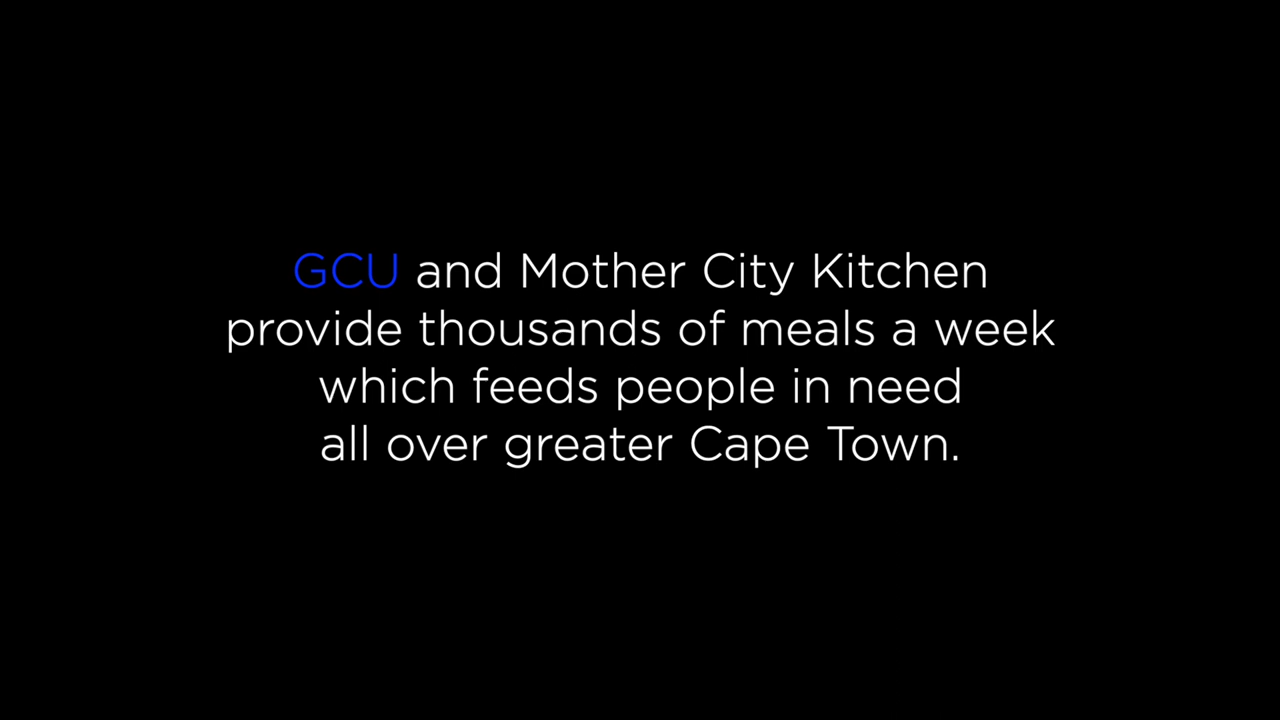 GCU and Mother City Kitchen
provide thousands of meals a week
which feeds people in need
all over greater Cape Town.